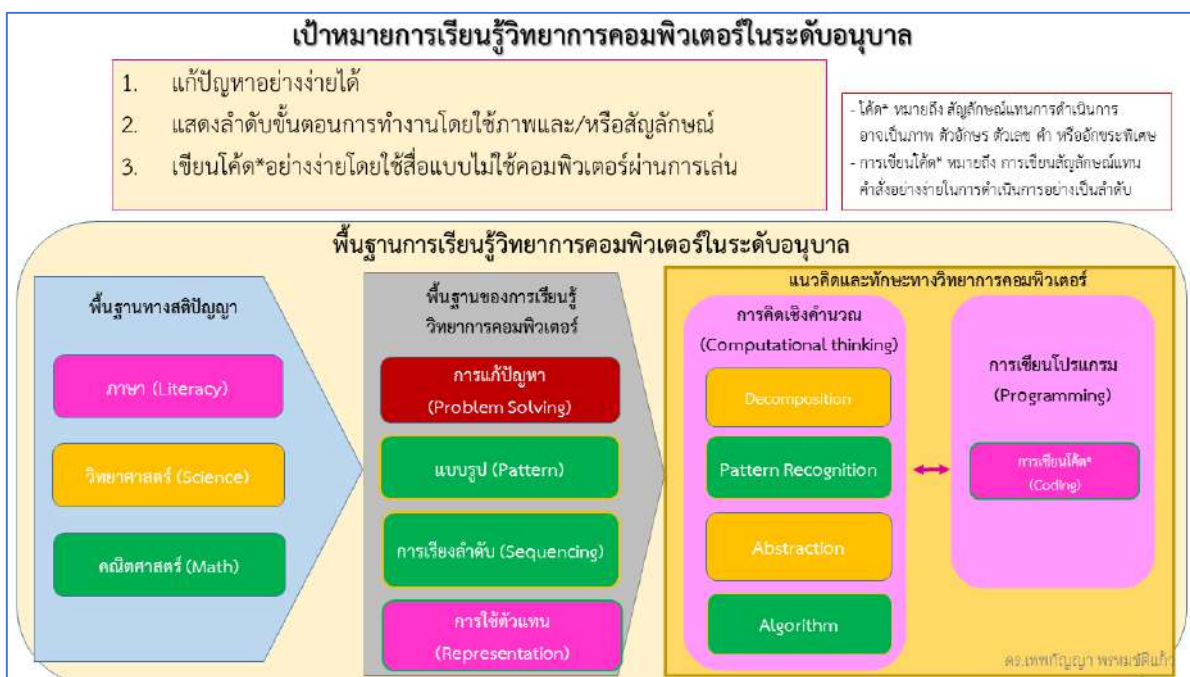 เป้าหมายการเรียนรู้วิทยาการคอมพิวเตอร์ในระดับอนุบาล
1. แก้ปัญหาอย่างง่ายได้
2. แสดงลำดับขั้นตอนการทำงานโดยใช้ภาพและ/หรือสัญลักษณ์
3. เขียนโค้ด*อย่างง่ายโดยใช้สื่อแบบไม่ใช้คอมพิวเตอร์ผ่านการเล่น
- โค้ด* หมายถึง สัญลักษณ์แทนการดำเนินการ
อาจเป็นภาพ ตัวอักษร ตัวเลข คำ หรืออักขระพิเศษ
- การเขียนโค้ด* หมายถึง การเขียนสัญลักษณ์แทน
คำสั่งอย่างง่ายในการดำเนินการอย่างเป็นลำดับ
พื้นฐานการเรียนรู้วิทยาการคอมพิวเตอร์ในระดับอนุบาล
พื้นฐานทางสติปัญญา
ภาษา (Literacy)
วิทยาศาสตร์ (Science)
คณิตศาสตร์ (Math)
พื้นฐานของการเรียนรู้
วิทยาการคอมพิวเตอร์
การแก้ปัญหา
(Problem Solving)
แบบรูป (Pattern)
การเรียงลำดับ (Sequencing)
การใช้ตัวแทน
(Representation)
แนวคิดและทักษะทางวิทยาการคอมพิวเตอร์
การคิดเชิงคำนวณ
(Computational thinking)
Decomposition
Pattern Recognition
Abstraction
Algorithm
การเขียนโปรแกรม
(Programming)
การเขียนโค้ด*
(Coding)
ดร.เทพกัญญา พรหมขัติแก้ว